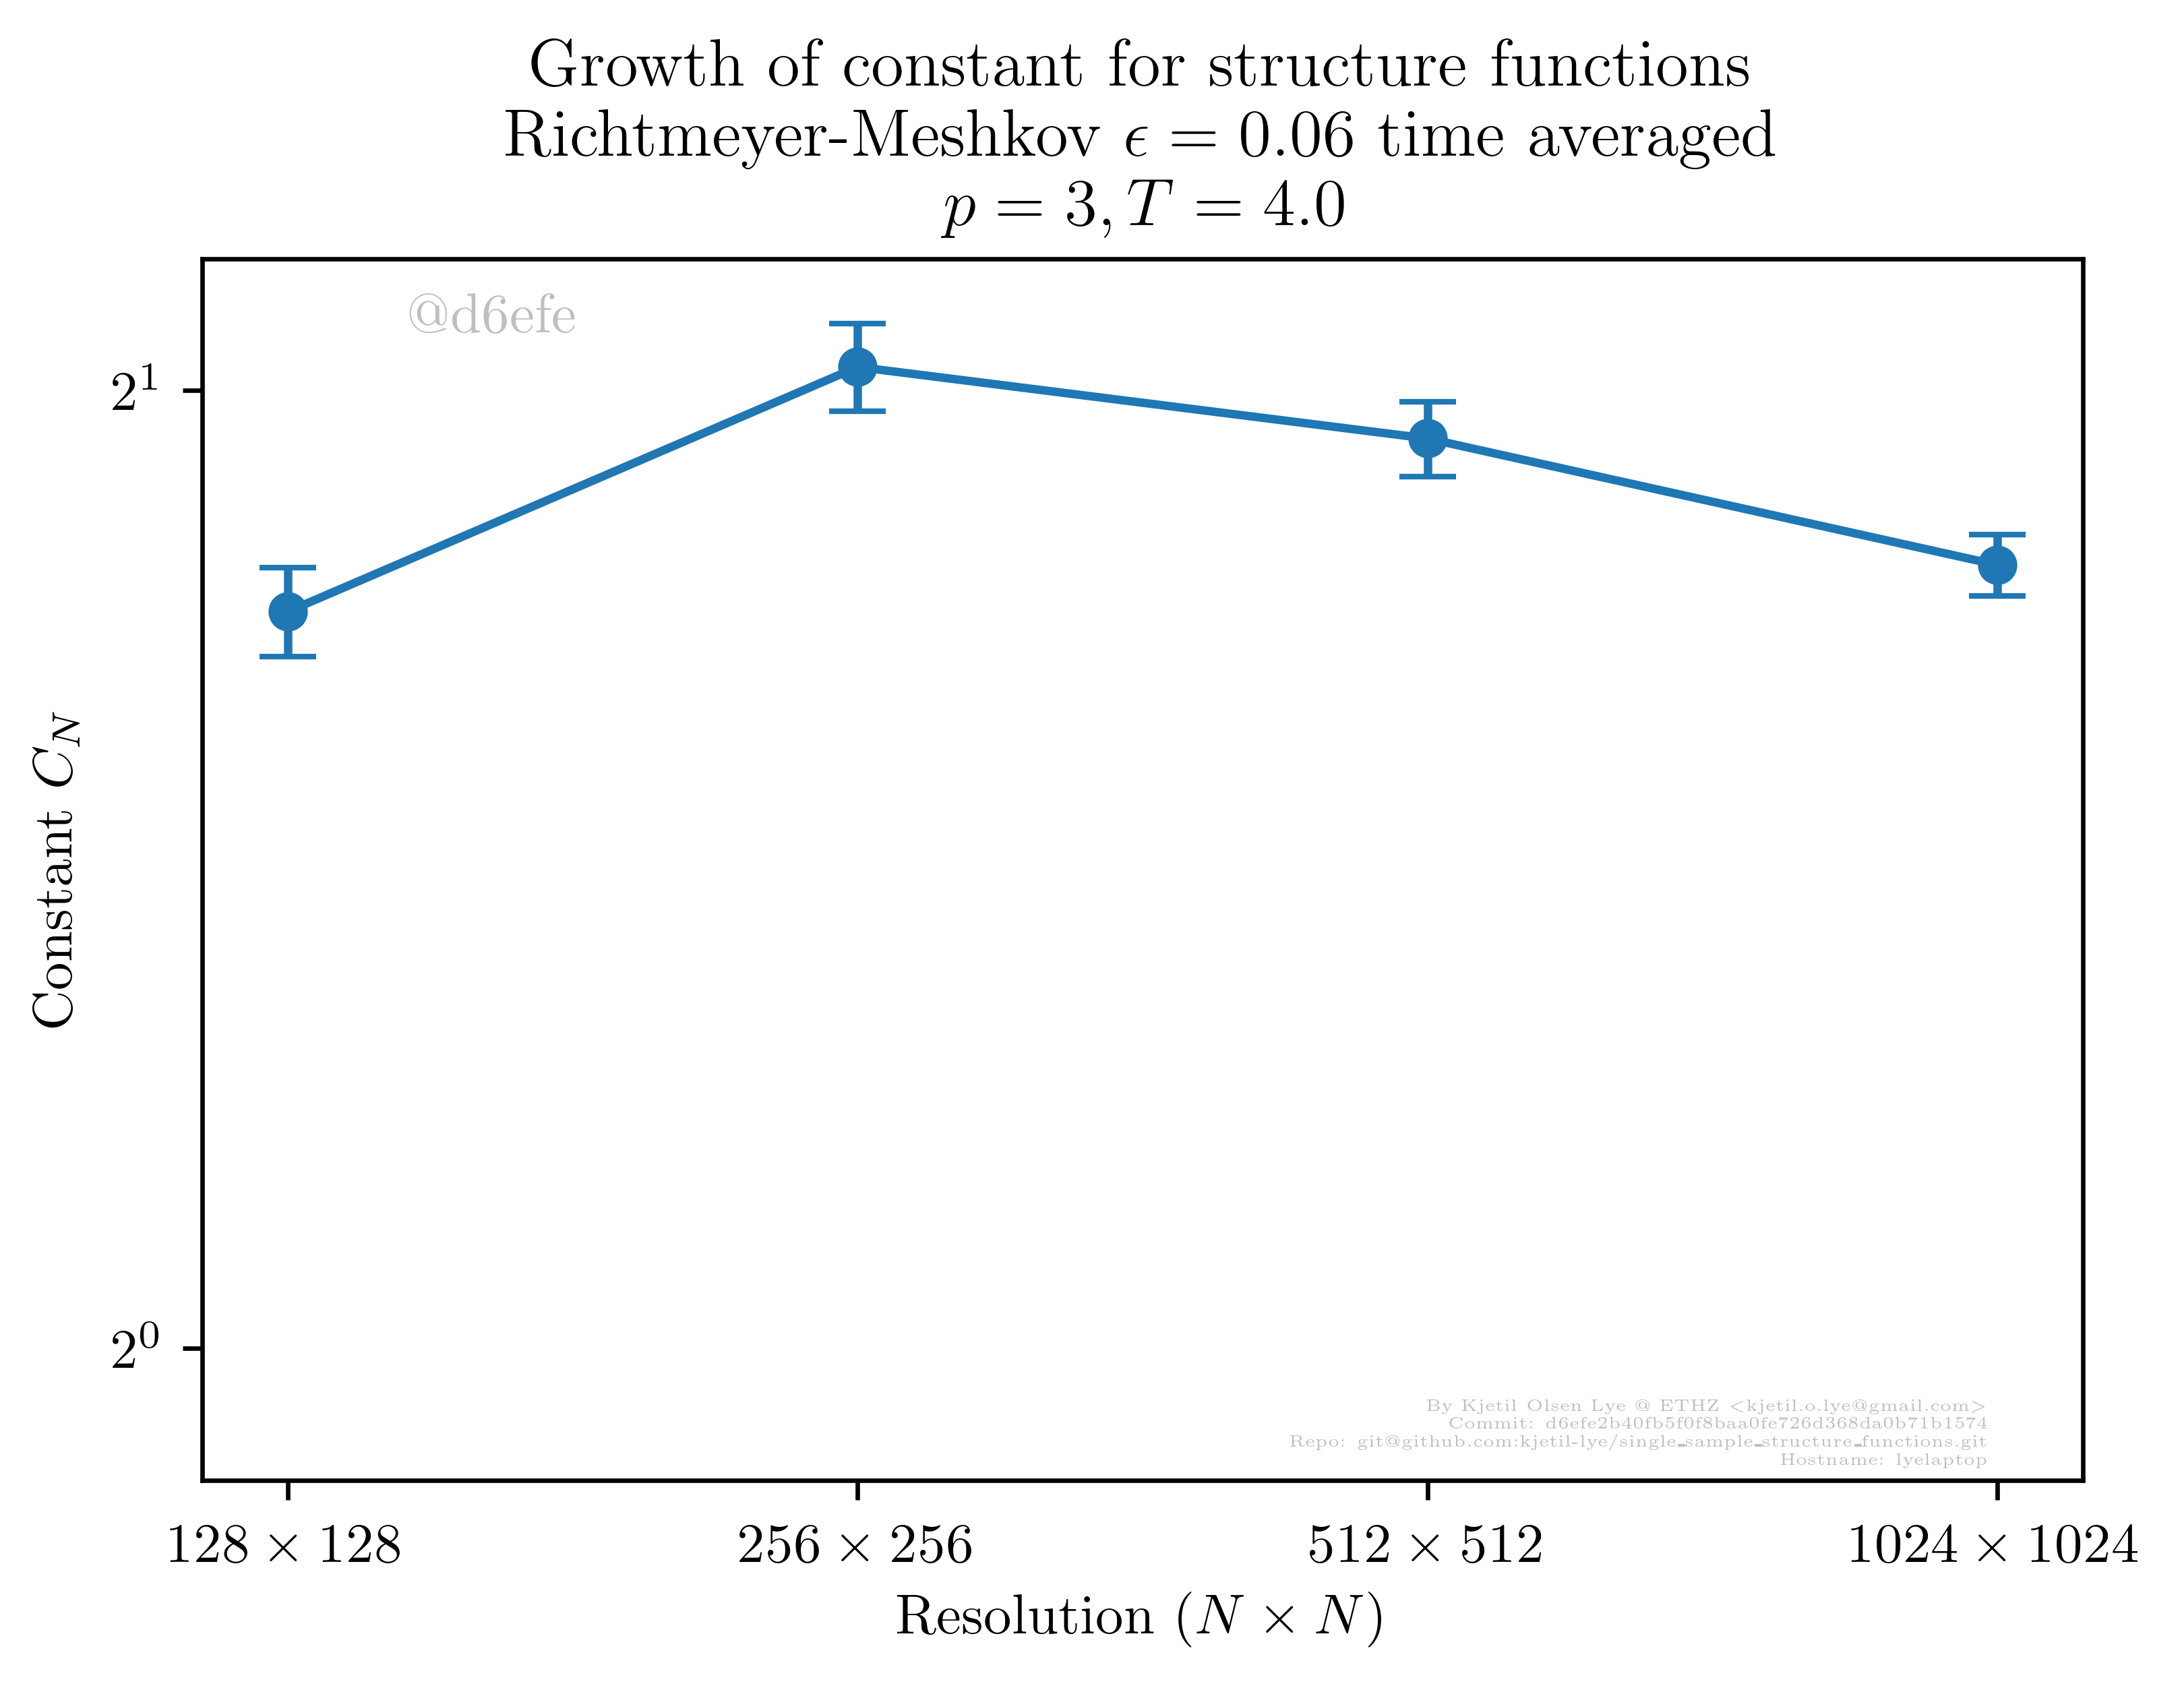 Growth of constant for structure functions
Richtmeyer-Meshkov ϵ = 0.06 time averaged
p = 3, T = 4.0
@d6efe
2¹
Constant C_N
2⁰
By Kjetil Olsen Lye @ ETHZ <kjetil.o.lye@gmail.com>
Commit: d6efe2b40fb5f0f8baa0fe726d368da0b71b1574
Repo: git@github.com:kjetil-lye/single_sample_structure_functions.git
Hostname: lyelaptop
128 × 128 256 × 256 512 × 512 1024 × 1024
Resolution (N × N)